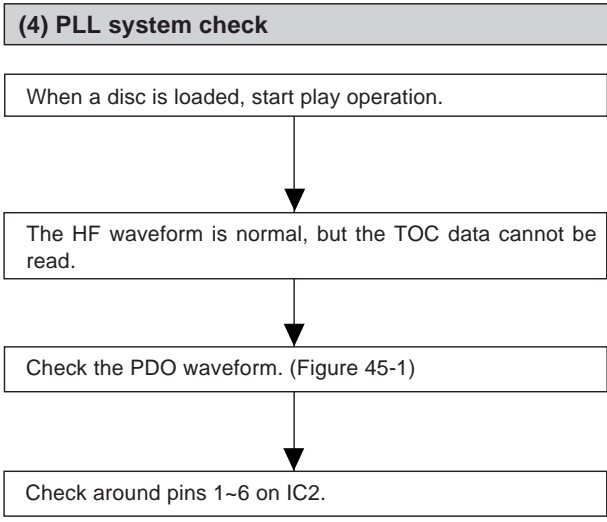 (4) PLL system check
When a disc is loaded, start play operation.
The HF waveform is normal, but the TOC data cannot be
read.
Check the PDO waveform. (Figure 45-1)
Check around pins 1~6 on IC2.